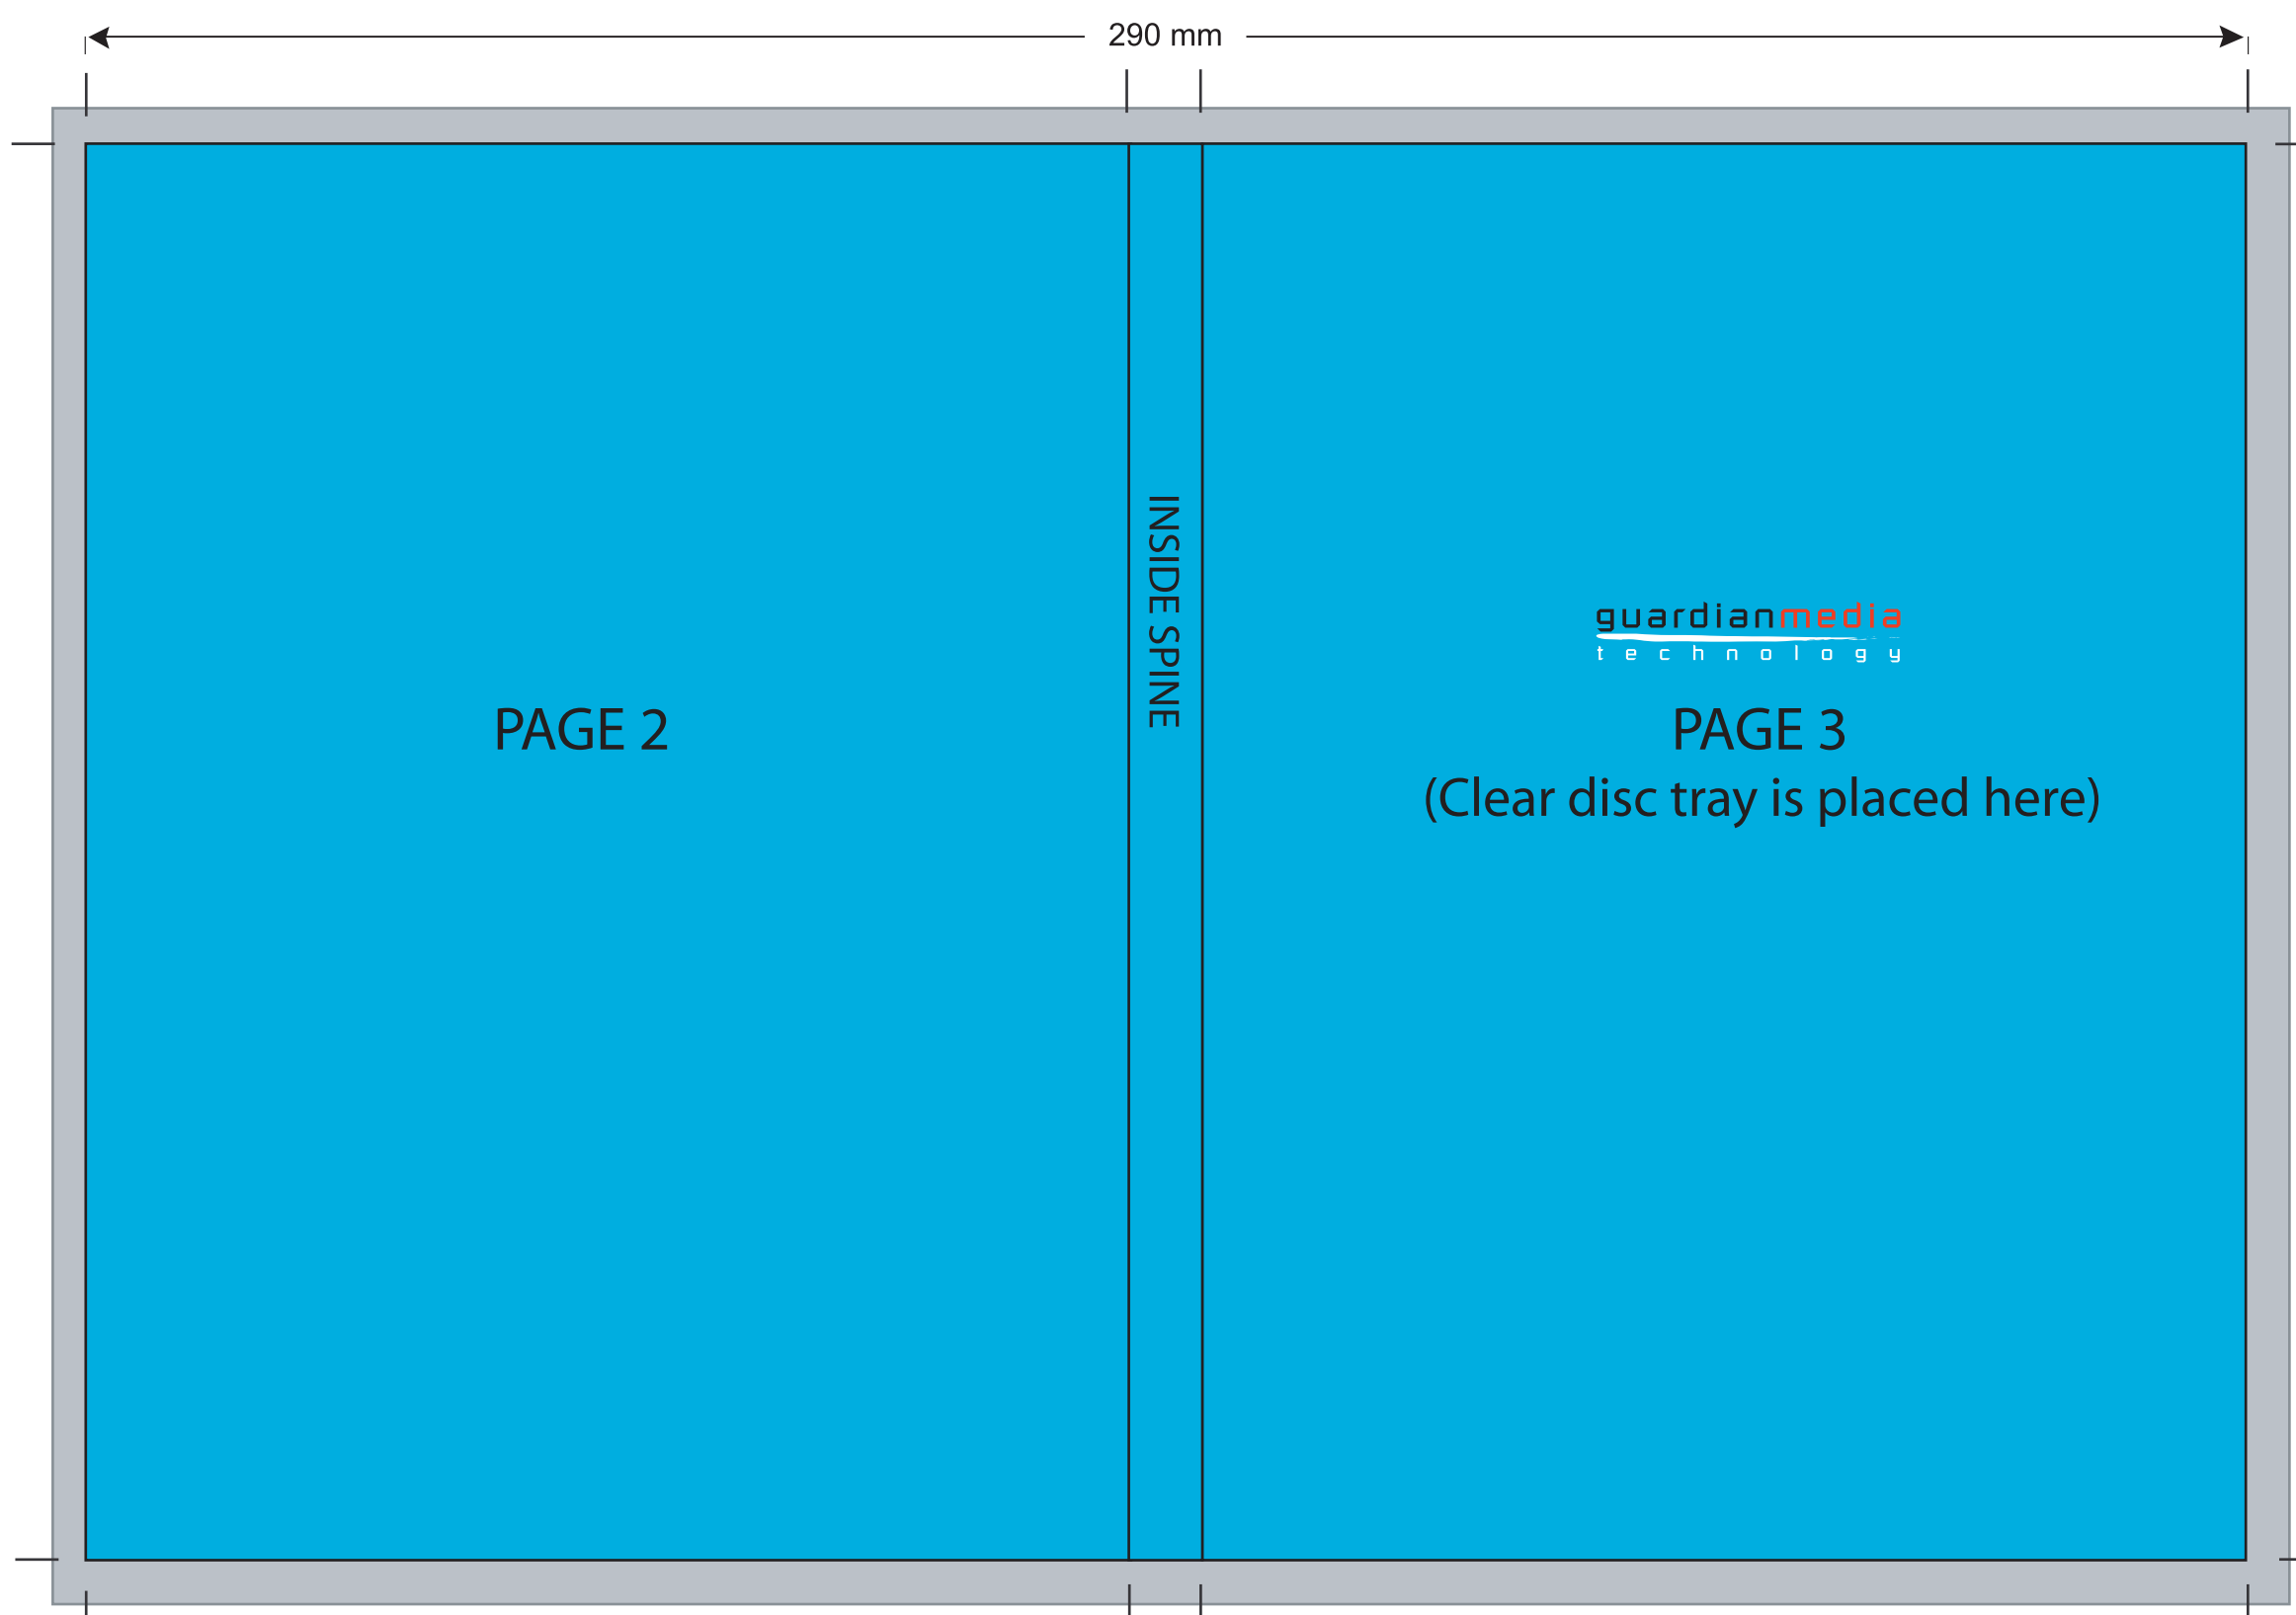 290 mm
INSIDE SPINE
PAGE 2
guardianmedia
technology
PAGE 3
(Clear disc tray is placed here)